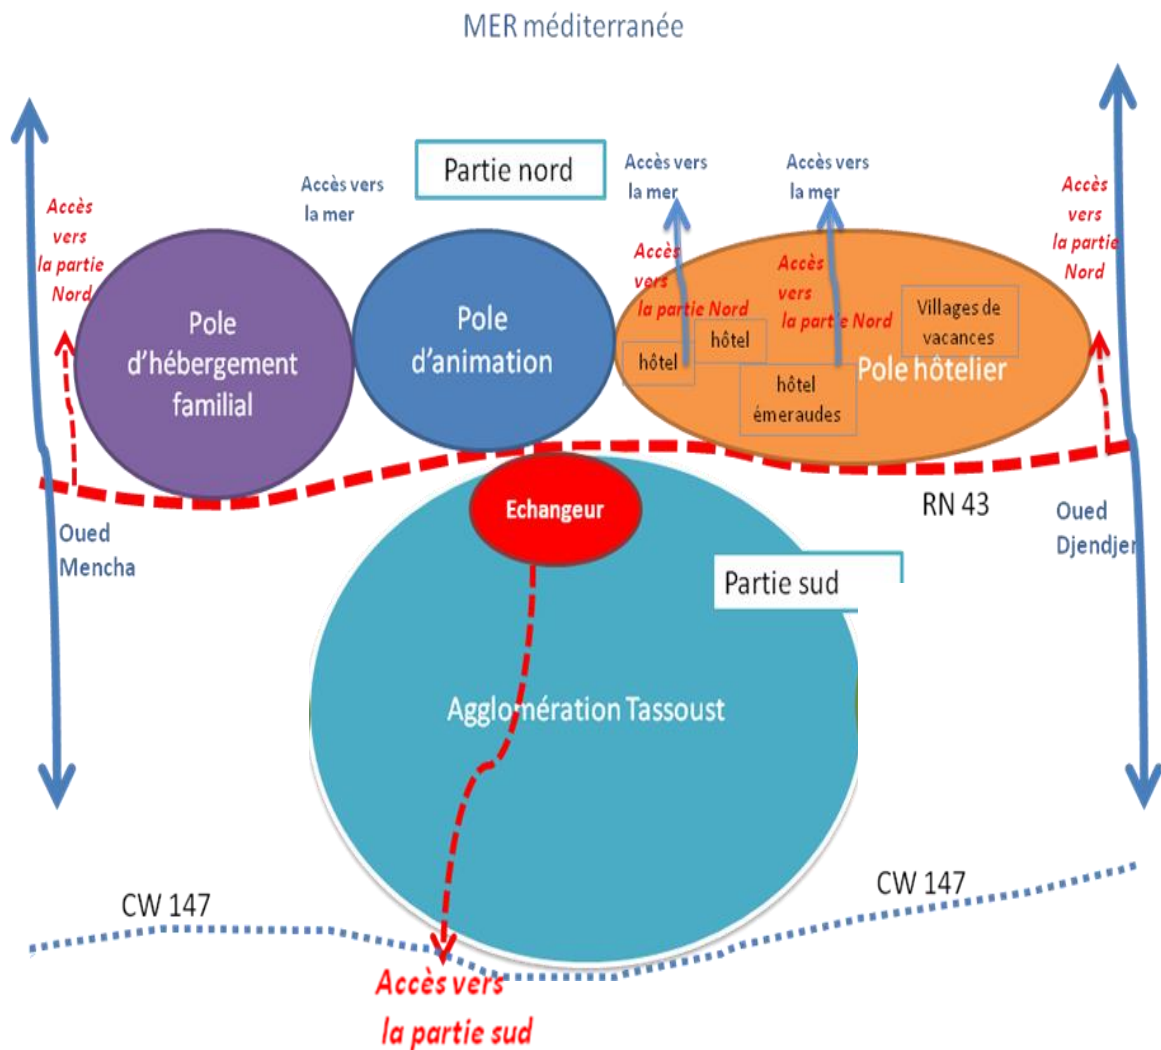 MER méditerranée
Partie nord
Accès vers
la mer
Accès vers
la mer
Accès vers
la mer
Accès
vers
la partie
Nord
Accès
vers
la partie
Nord
Accès
vers
la partie Nord
Accès
vers
la partie Nord
Pole
d’hébergement
familial
Pole
d’animation
hôtel
hôtel
hôtel
émeraudes
Villages de
vacances
Pole hôtelier
RN 43
Echangeur
Oued
Mencha
Oued
Djendjer
Partie sud
Agglomération Tassoust
CW 147
CW 147
Accès vers
la partie sud